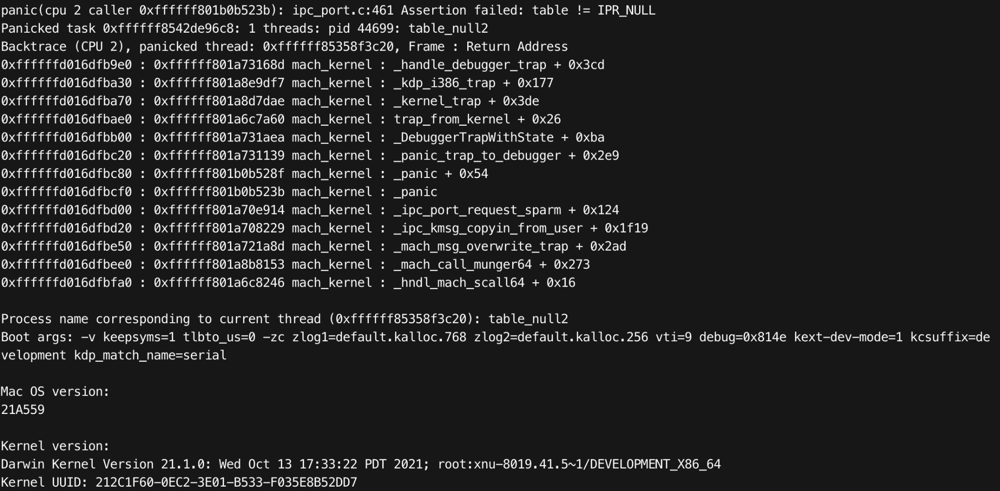 panic(cpu 2 caller 0xffffff801b0b523b): ipc_port.c:461 Assertion failed: table != IPR_NULL
Panicked task 0xffffff8542de96c8: 1 threads: pid 44699: table_null2
Backtrace (CPU 2), panicked thread: 0xffffff85358f3c20, Frame : Return Address
0xffffffd016dfb9e0 : 0xffffff801a73168d mach_kernel : _handle_debugger_trap + 0x3cd
0xffffffd016dfba30 : 0xffffff801a8e9df7 mach_kernel : _kdp_i386_trap + 0x177
0xffffffd016dfba70 : 0xffffff801a8d7dae mach_kernel : _kernel_trap + 0x3de
0xffffffd016dfbae0 : 0xffffff801a6c7a60 mach_kernel : trap_from_kernel + 0x26
0xffffffd016dfbb00 : 0xffffff801a731aea mach_kernel : _DebuggerTrapWithState + 0xba
0xffffffd016dfbc20 : 0xffffff801a731139 mach_kernel : _panic_trap_to_debugger + 0x2e9
0xffffffd016dfbc80 : 0xffffff801b0b528f mach_kernel : _panic + 0x54
0xffffffd016dfbcf0 : 0xffffff801b0b523b mach_kernel : _panic
0xffffffd016dfbd00 : 0xffffff801a70e914 mach_kernel : _ipc_port_request_sparm + 0x124
0xffffffd016dfbd20 : 0xffffff801a708229 mach_kernel : _ipc_kmsg_copyin_from_user + 0x1f19
0xffffffd016dfbe50 : 0xffffff801a721a8d mach_kernel : _mach_msg_overwrite_trap + 0x2ad
0xffffffd016dfbee0 : 0xffffff801a8b8153 mach_kernel : _mach_call_munger64 + 0x273
0xffffffd016dfbfa0 : 0xffffff801a6c8246 mach_kernel : _hndl_mach_scall64 + 0x16
Process name corresponding to current thread (0xffffff85358f3c20): table_null2
Boot args: -v keepsyms=1 tlbto_us=0 -zc zlog1=default.kalloc.768 zlog2=default.kalloc.256 vti=9 debug=0x814e kext-dev-mode=1 kcsuffix=de
velopment kdp_match_name=serial
Mac OS version:
21A559
Kernel version:
Darwin Kernel Version 21.1.0: Wed Oct 13 17:33:22 PDT 2021; root:xnu-8019.41.5~1/DEVELOPMENT_X86_64
Kernel UUID: 212C1F60-0EC2-3E01-B533-F035E8B52DD7